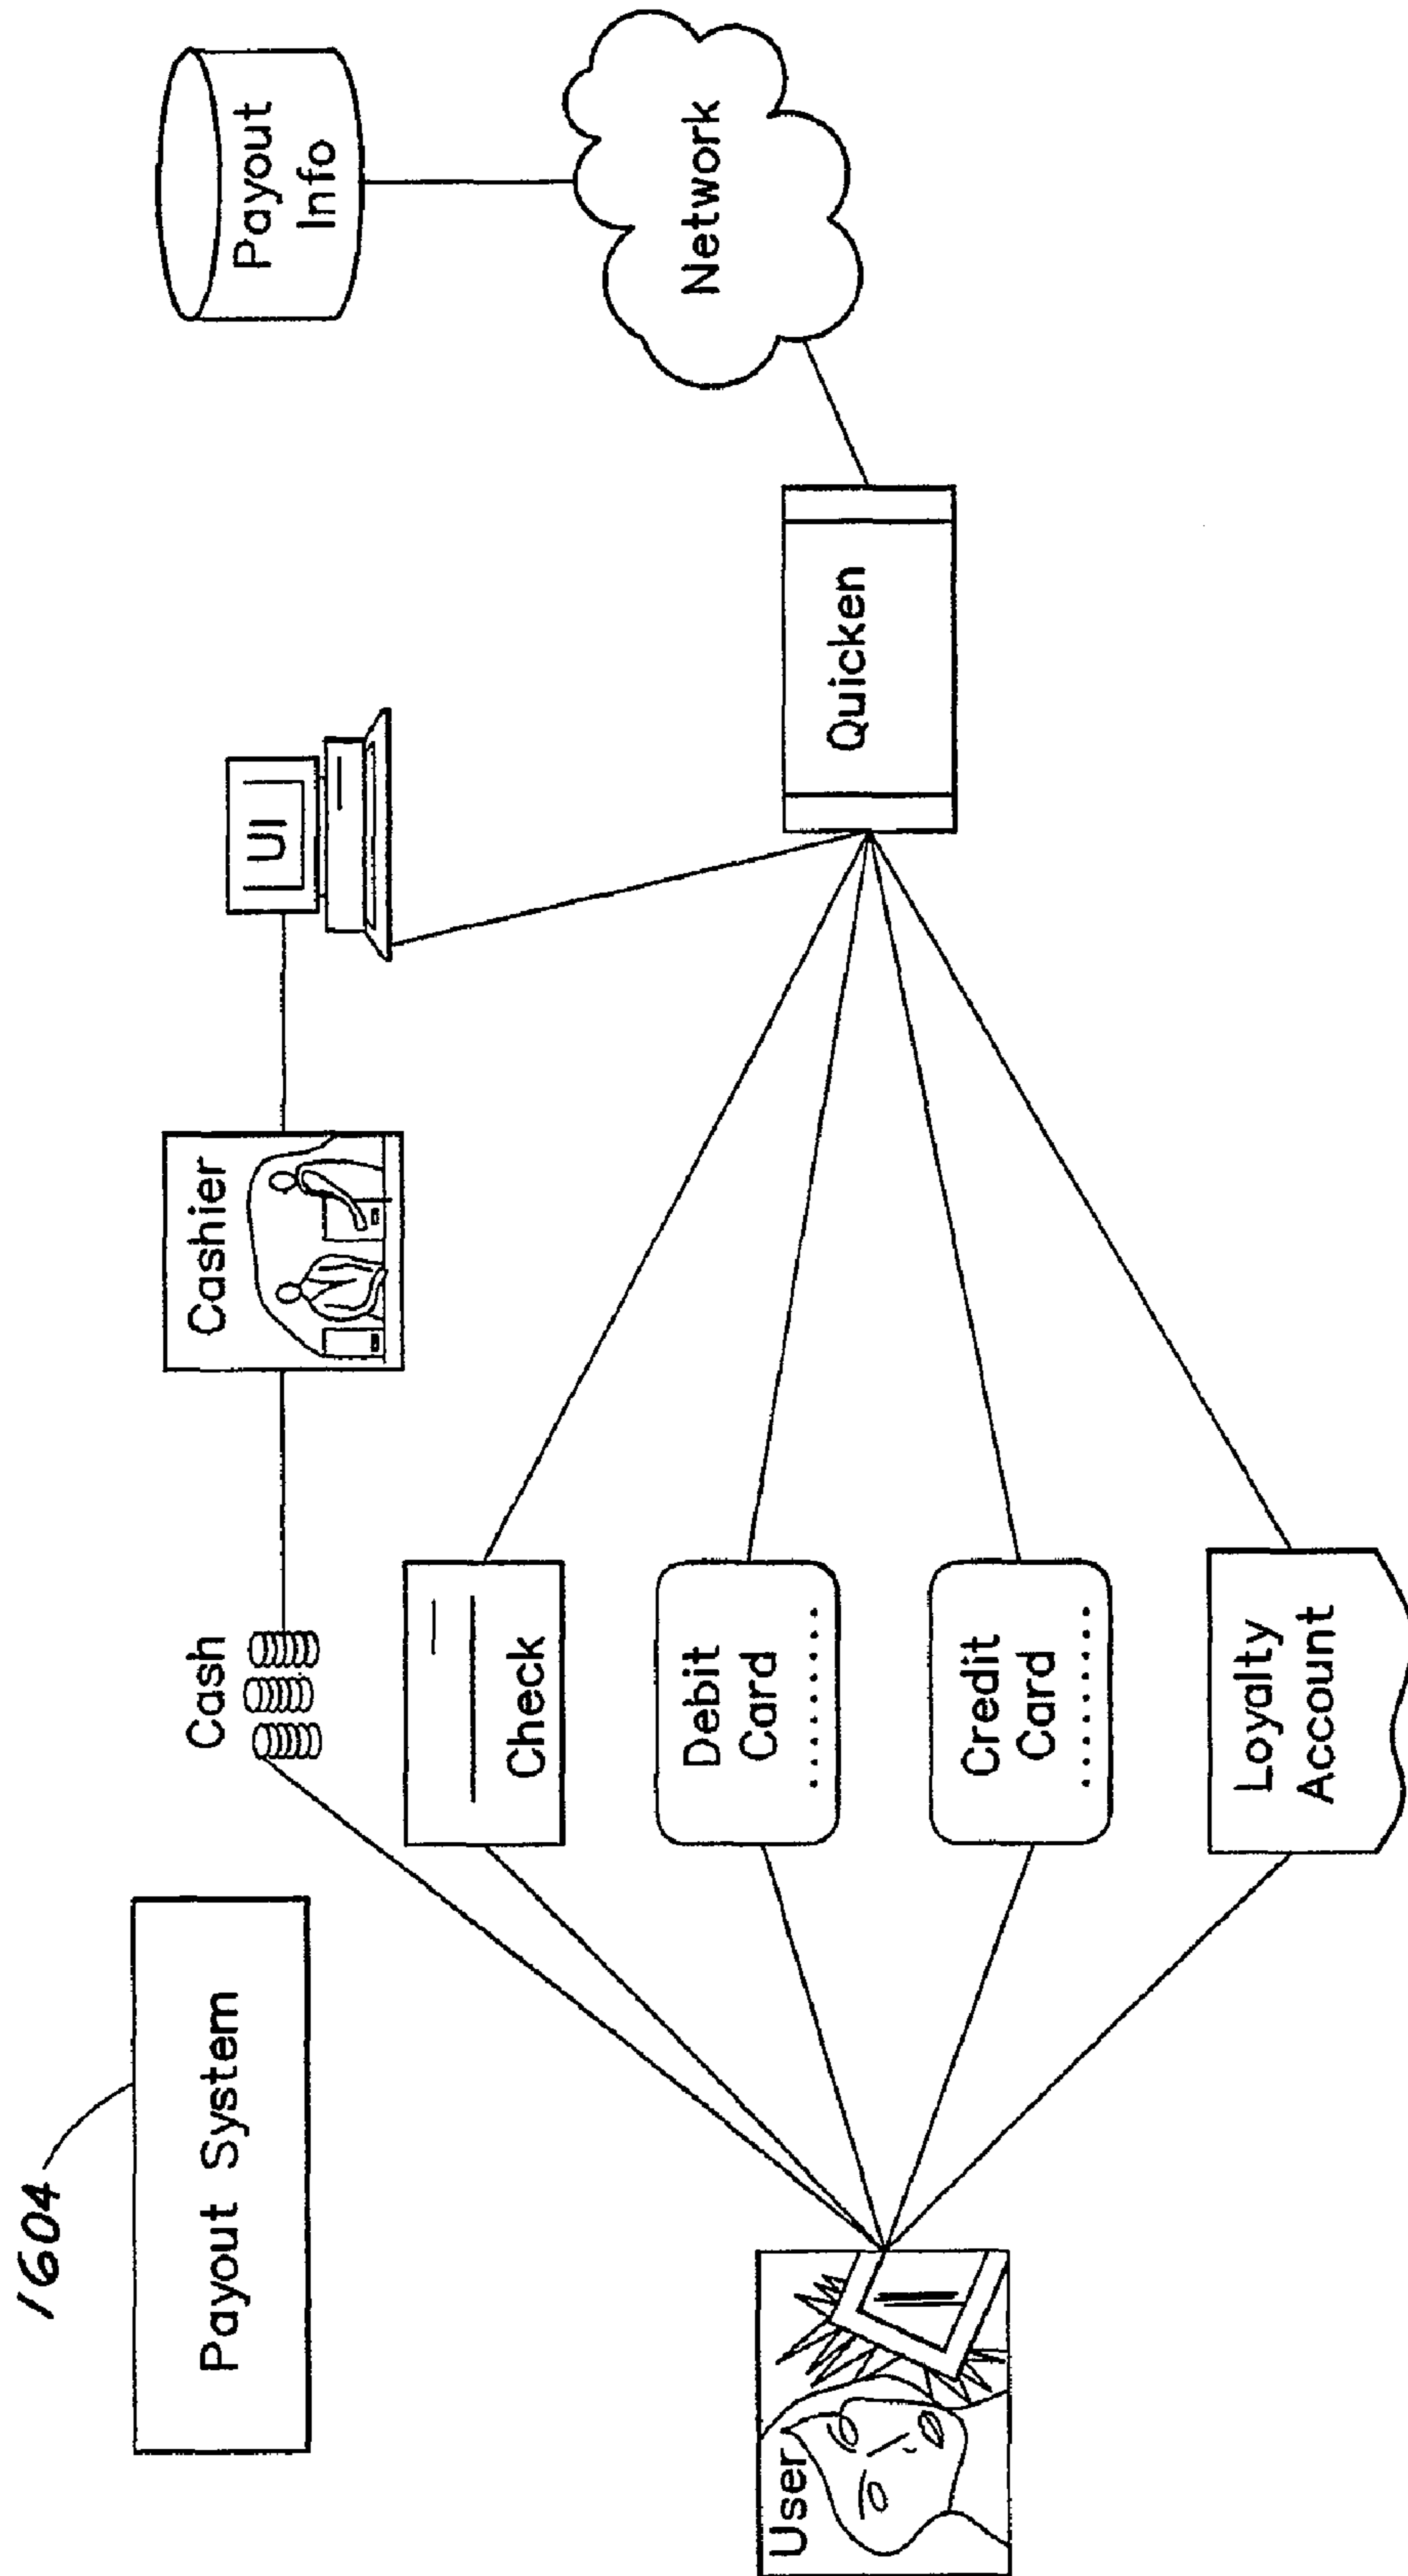 1604
Payout System
Cash
Cashier
UI
Payout
Info
Network
Quicken
Check
Debit
Card
Credit
Card
Loyalty
Account
User